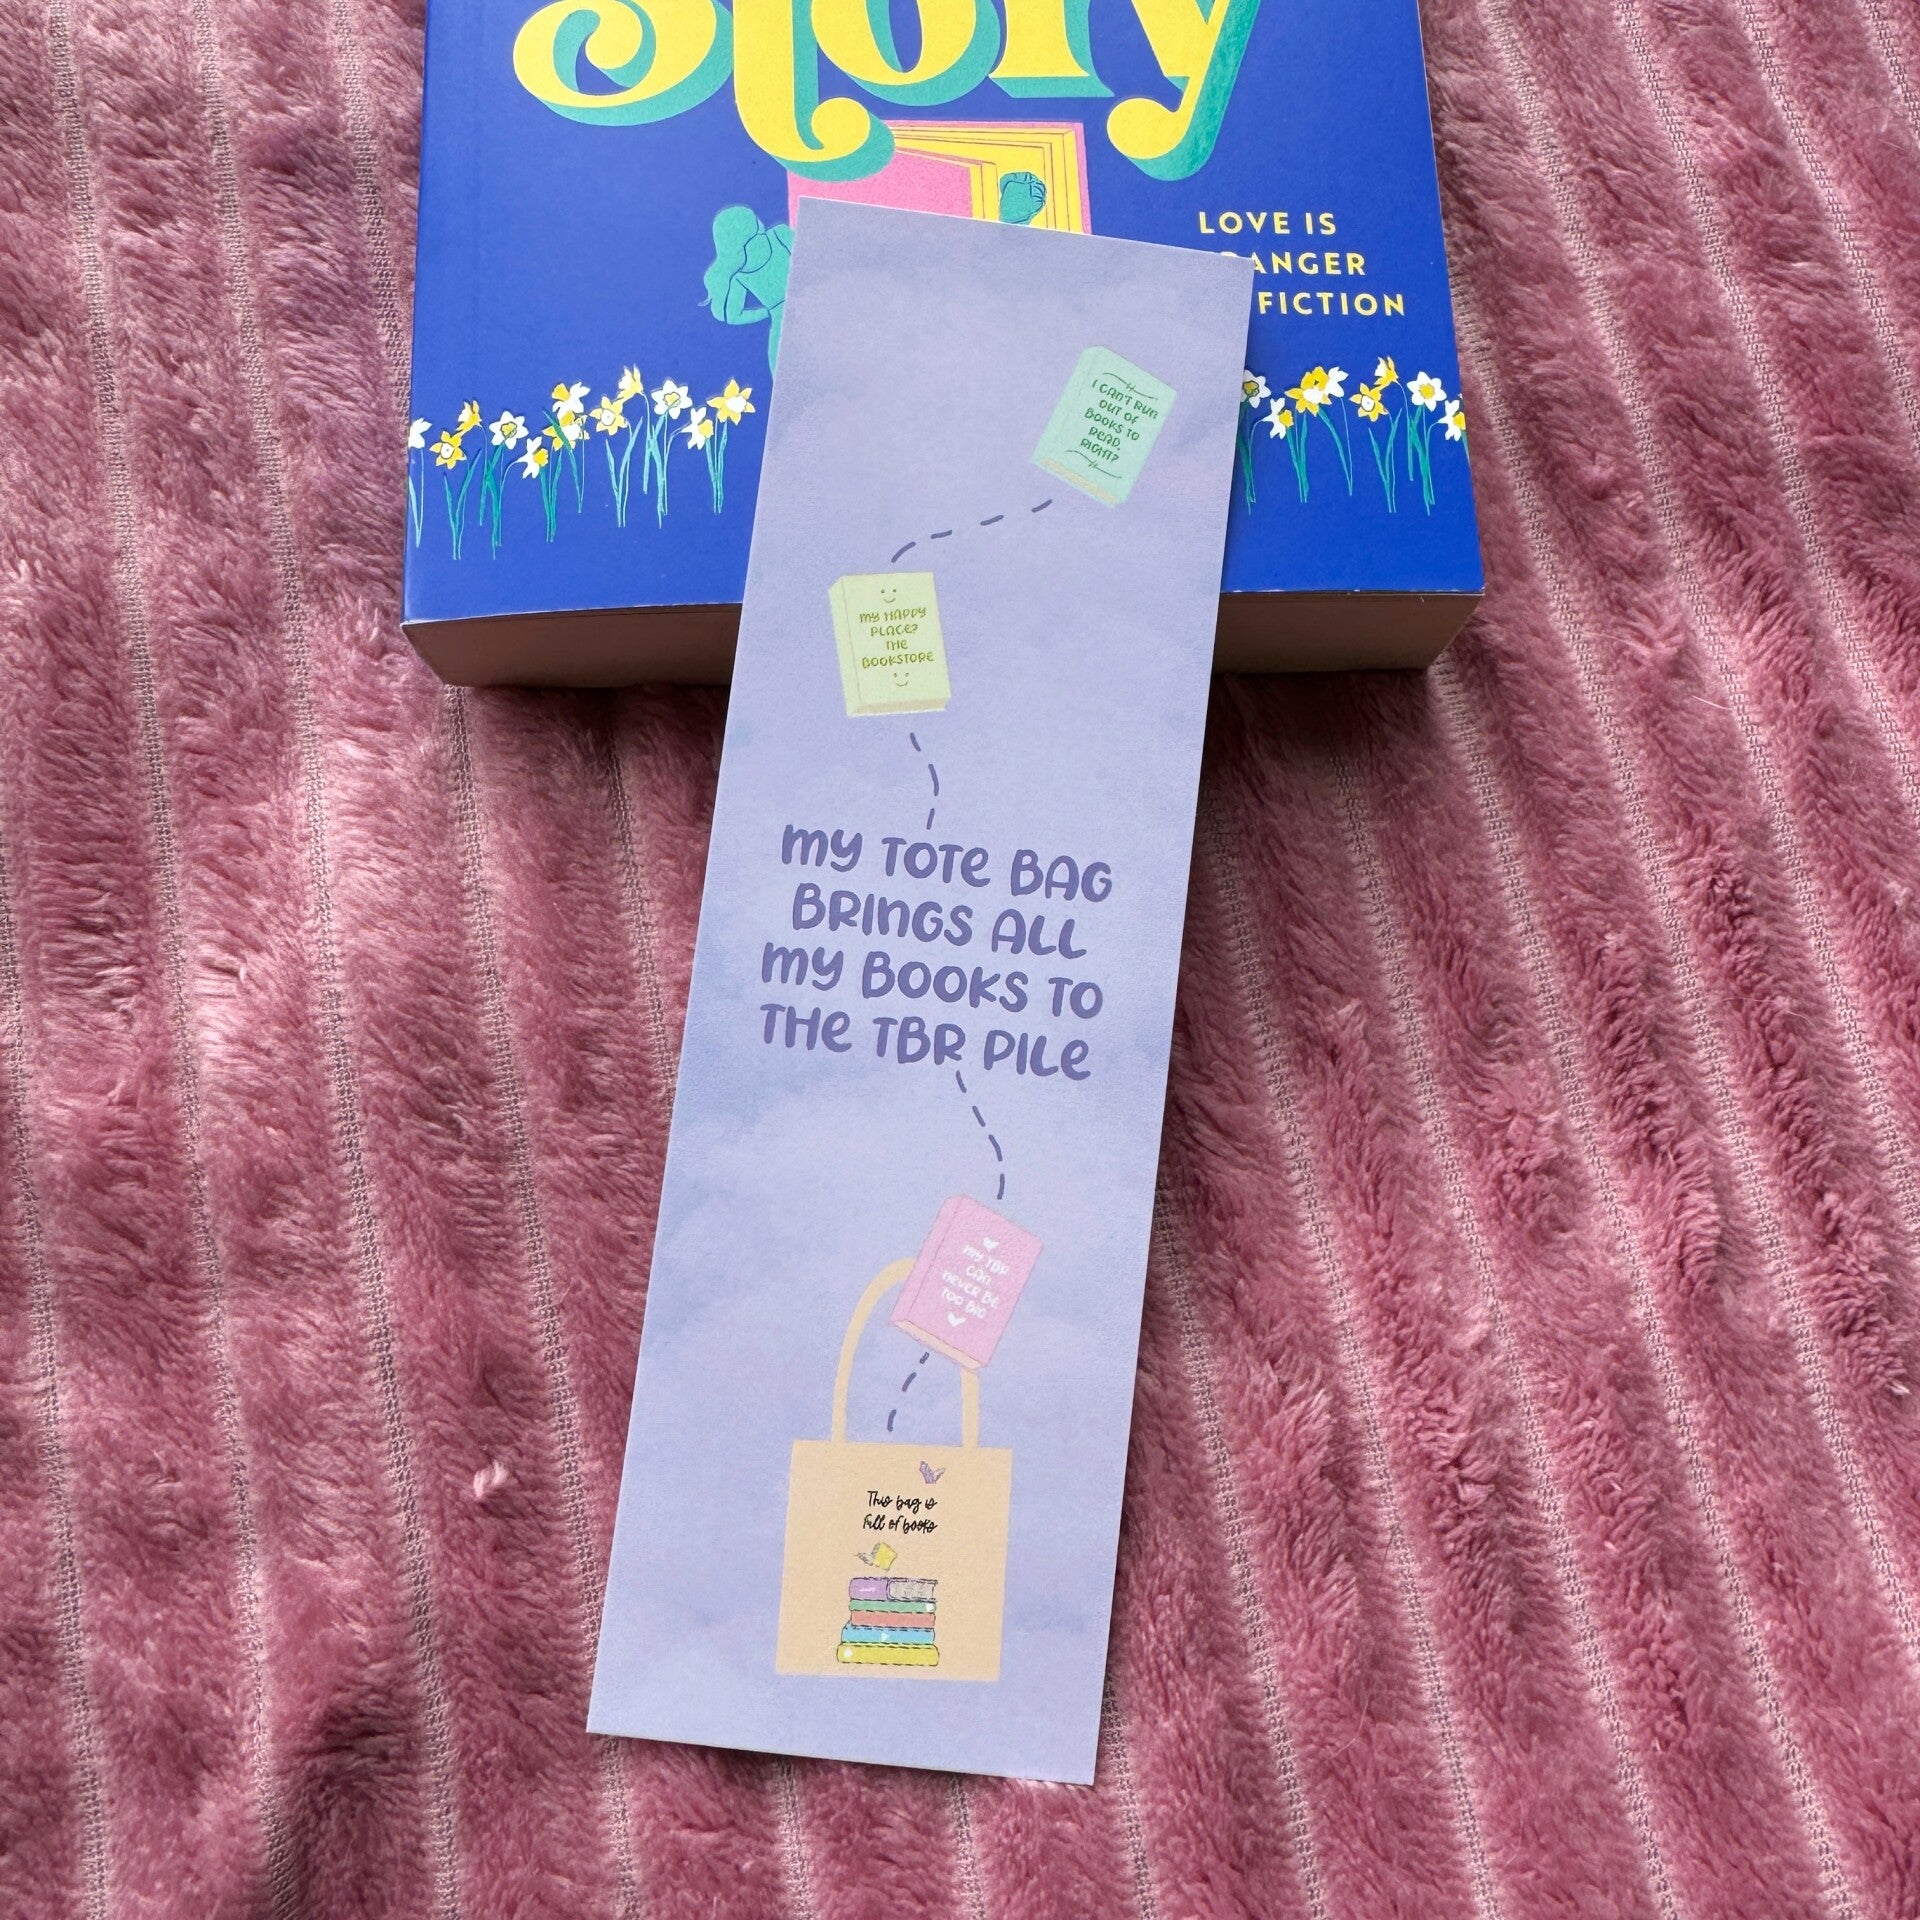 Story
LOVE IS
FICTION
I CAN'T RUN
OUT OF
BOOKS TO
READ,
RIGHT?
MY HAPPY
PLACE?
THE
BOOKSTORE
MY TOTE BAG
BRINGS ALL
MY BOOKS TO
THE TBR PILE
MY TBR
CAN
NEVER BE
TOO BIG
This bag is
Full of books